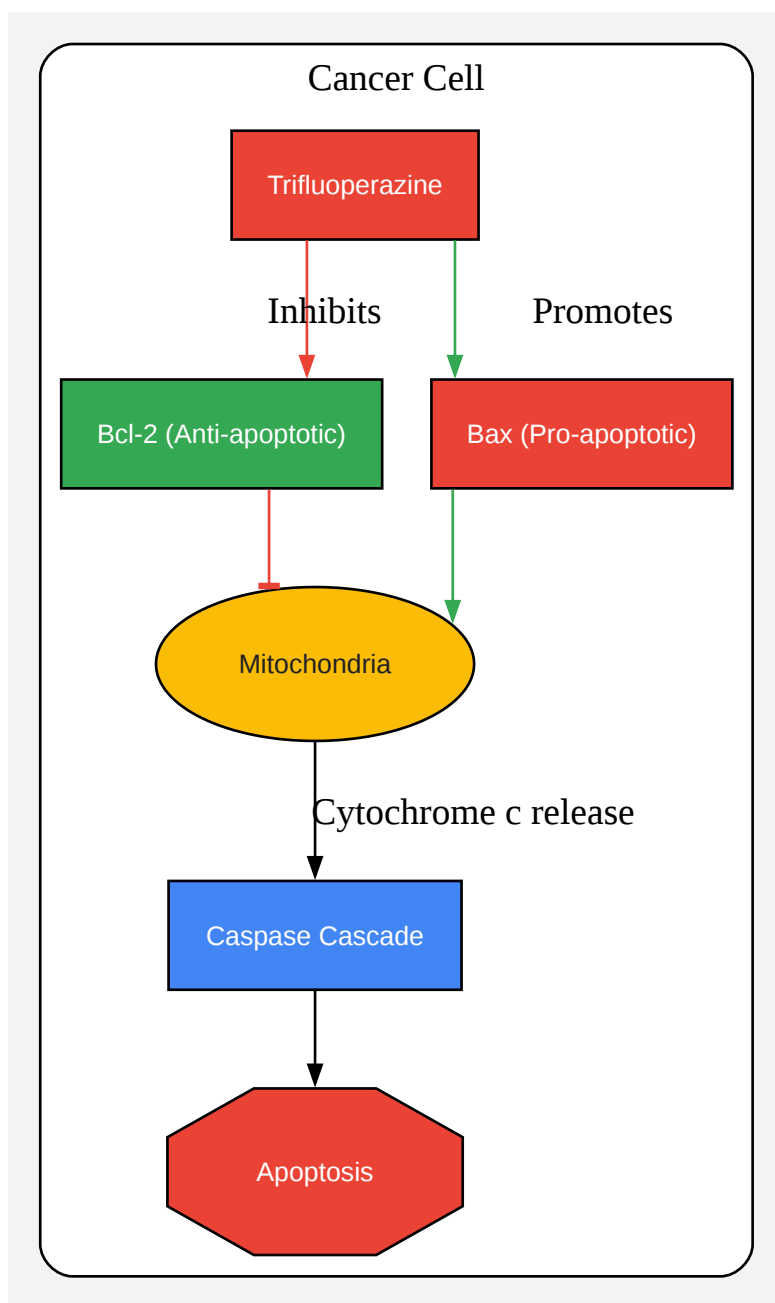 Cancer Cell
Trifluoperazine
Inhibits
Promotes
Bcl-2 (Anti-apoptotic)
Bax (Pro-apoptotic)
Mitochondria
Cytochrome c release
Caspase Cascade
Apoptosis